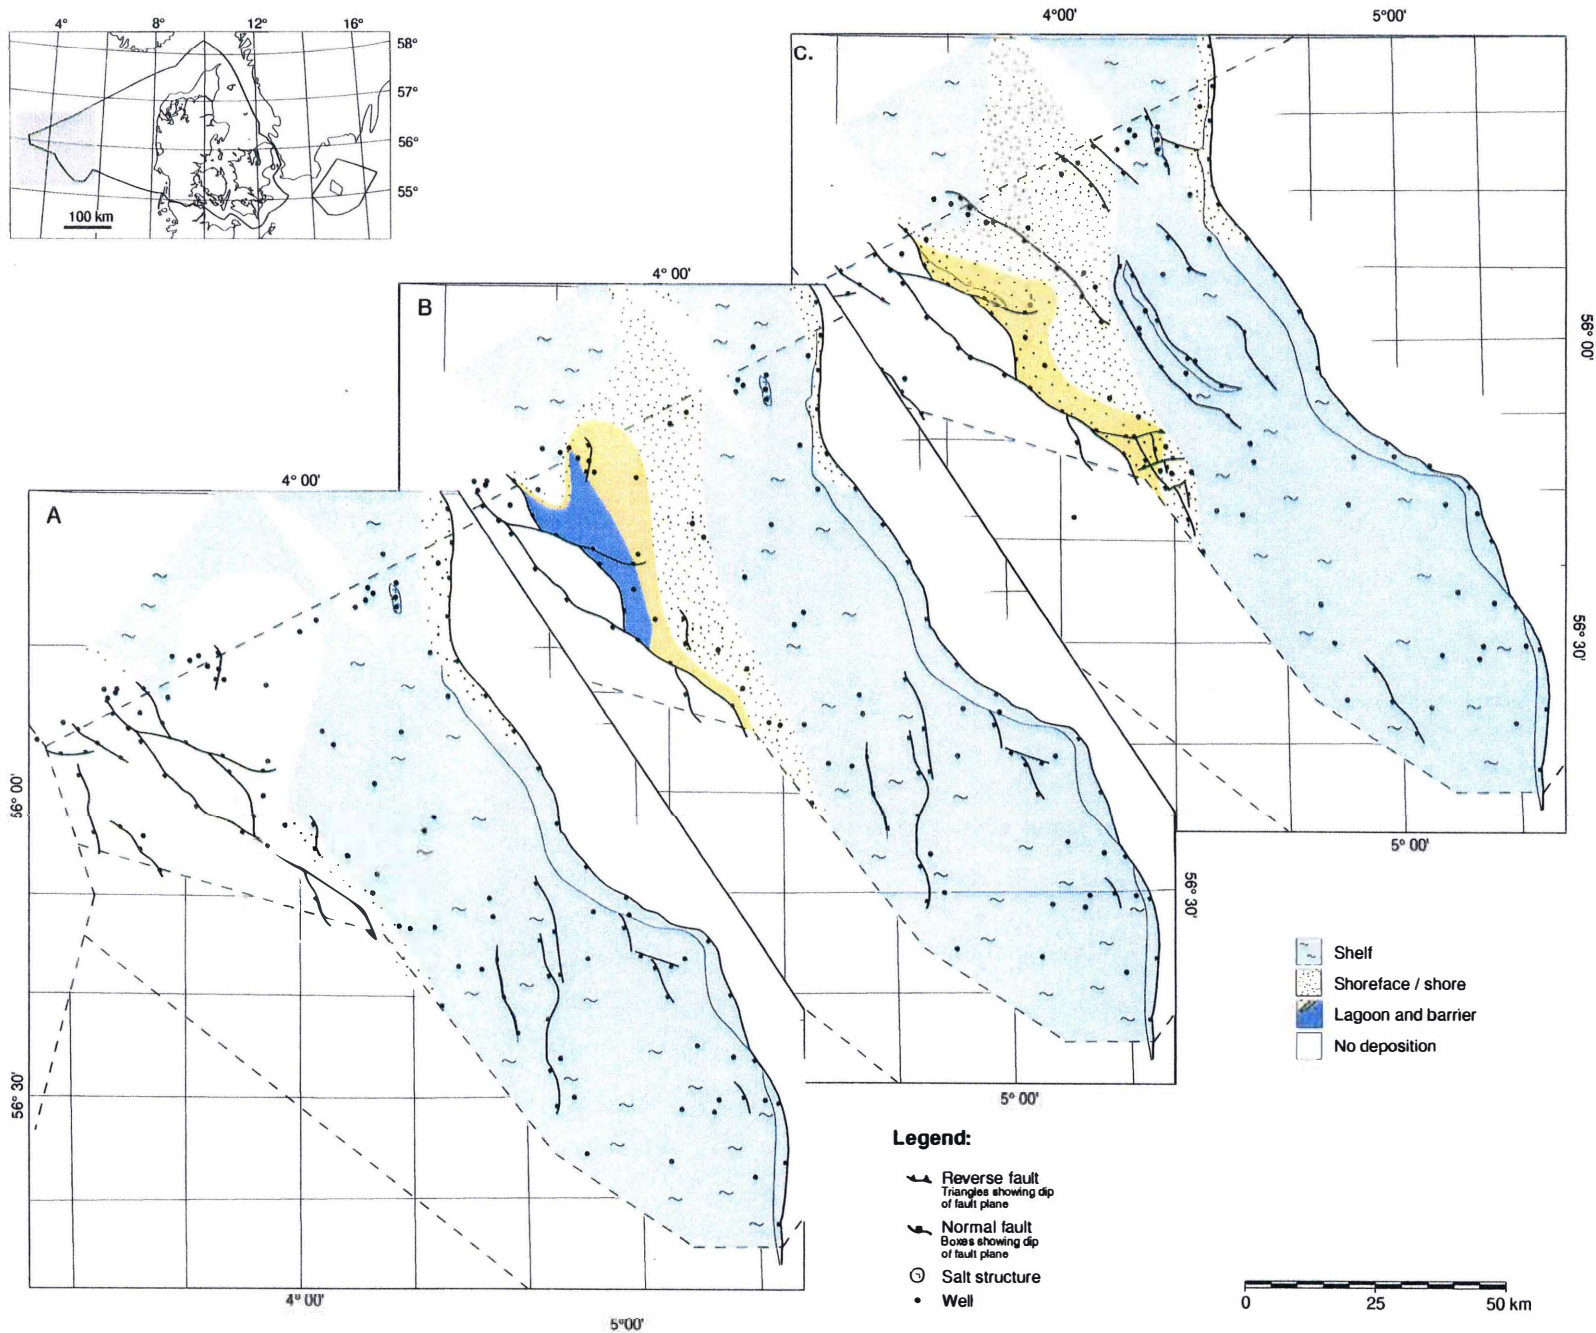 4° 8° 12° 16°
58°
57°
56°
55°
100 km
4°00' 5°00'
C.
56° 00'
56° 30'
5° 00'
4° 00'
B
56° 30'
5° 00'
4° 00'
A
56° 00'
56° 30'
4° 00'
5°00'
Shelf
Shoreface / shore
Lagoon and barrier
No deposition
Legend:
Reverse fault
Triangles showing dip
of fault plane
Normal fault
Boxes showing dip
of fault plane
Salt structure
Well
0 25 50 km